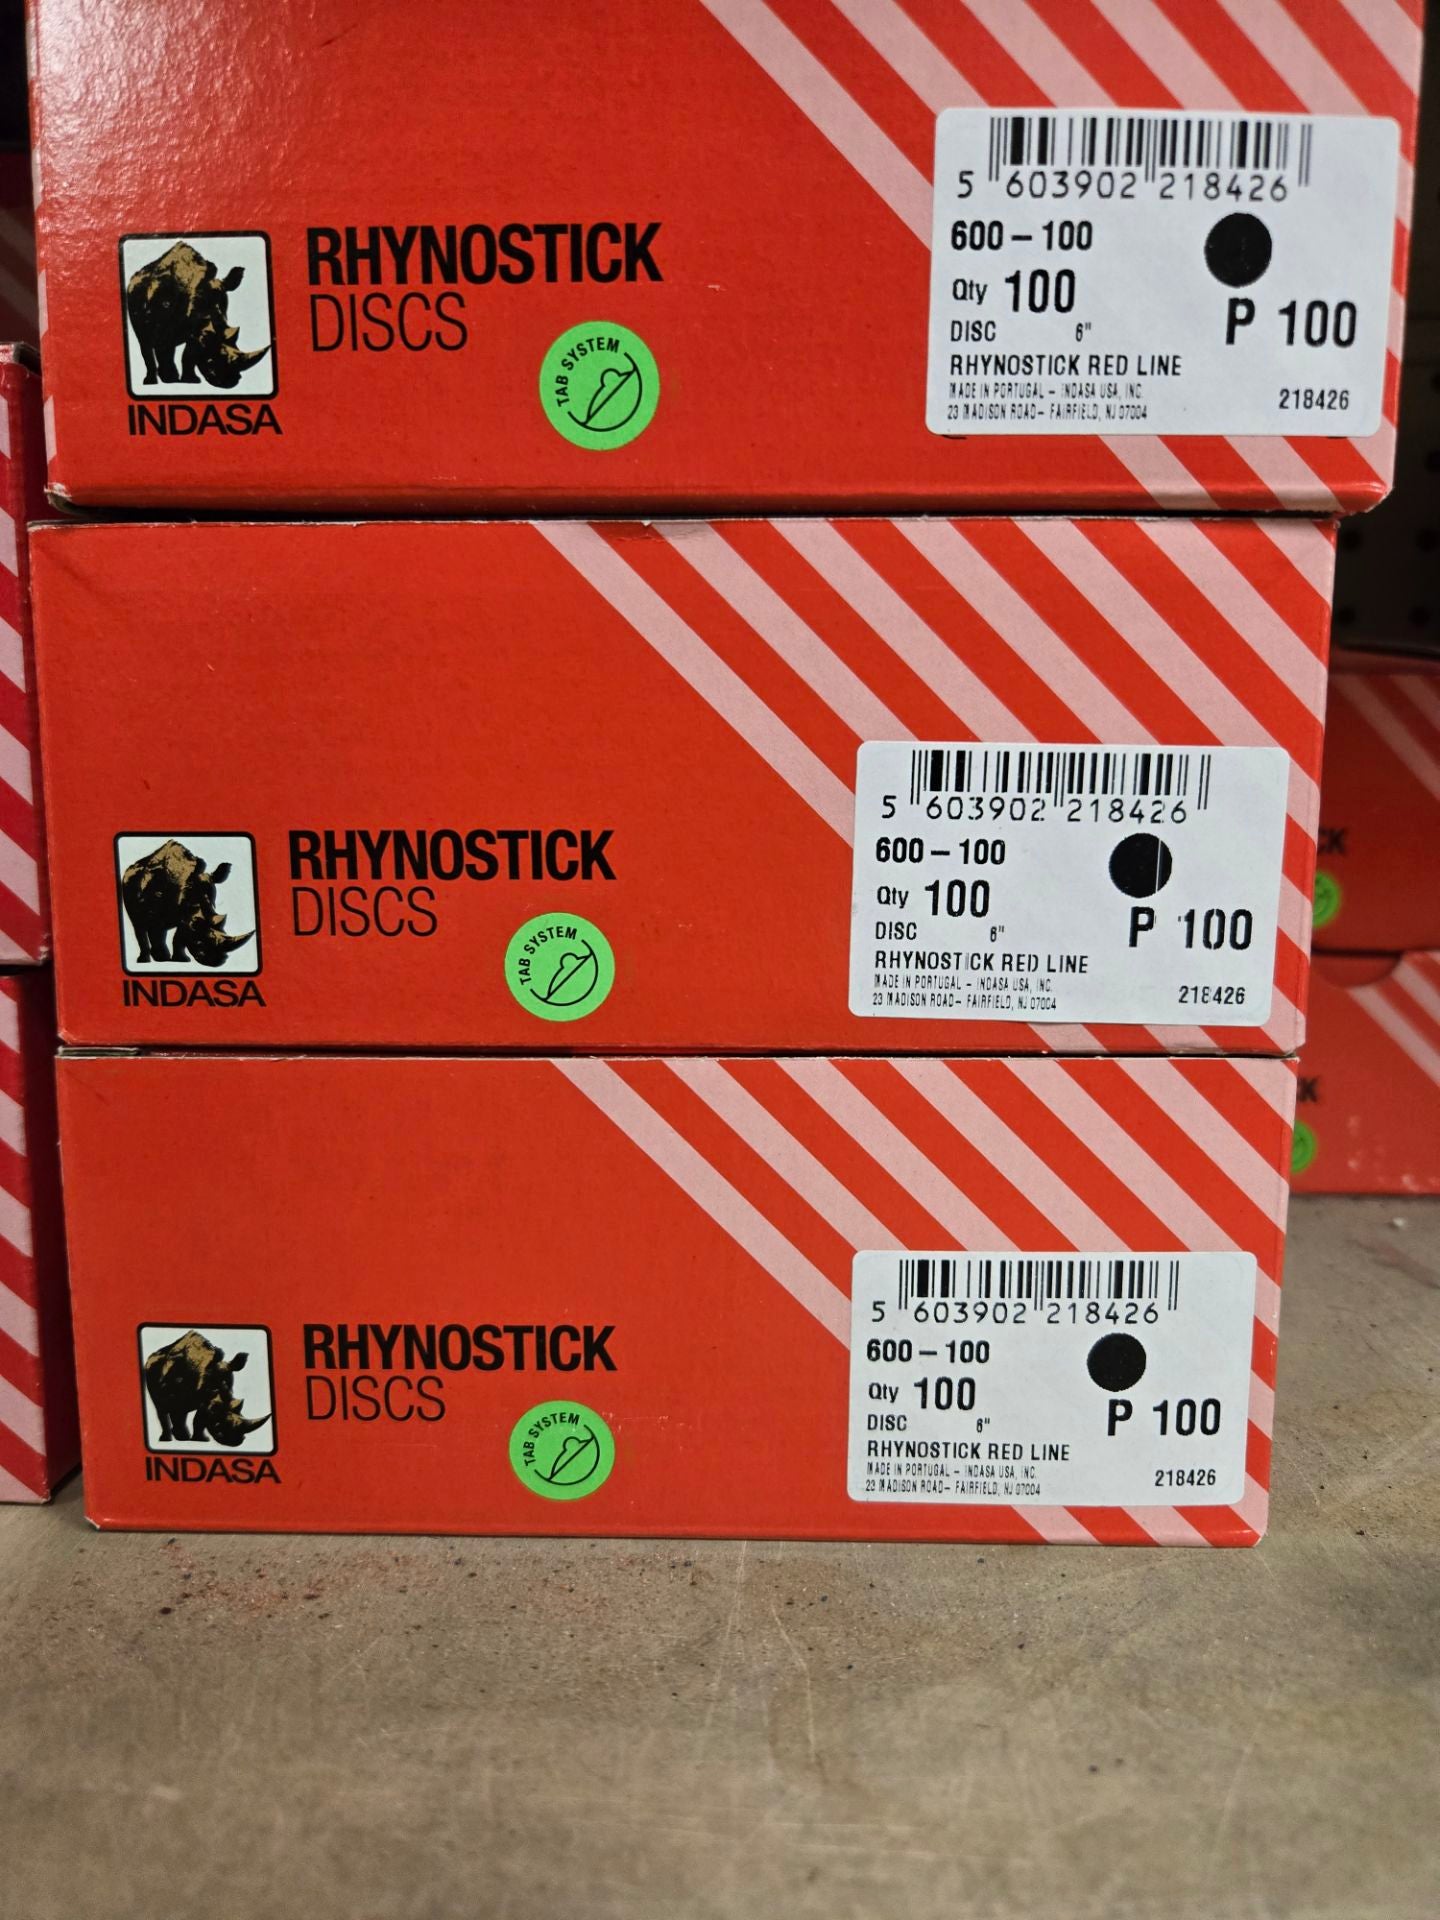 5 603902 218426
600-100
Qty 100
DISC 6"
P 100
RHYNOSTICK RED LINE
MADE IN PORTUGAL - INDASA USA, INC.
23 MADISON ROAD- FAIRFIELD, NJ 07004
218426
RHYNOSTICK
DISCS
TAB SYSTEM
INDASA
5 603902 218426
600-100
Qty 100
DISC 6"
P 100
RHYNOSTICK RED LINE
MADE IN PORTUGAL - INDASA USA, INC.
23 MADISON ROAD- FAIRFIELD, NJ 07004
218426
RHYNOSTICK
DISCS
TAB SYSTEM
INDASA
CK
5 603902 218426
600-100
Qty 100
DISC 6"
P 100
RHYNOSTICK RED LINE
MADE IN PORTUGAL - INDASA USA, INC.
23 MADISON ROAD- FAIRFIELD, NJ 07004
218426
RHYNOSTICK
DISCS
TAB SYSTEM
INDASA
K